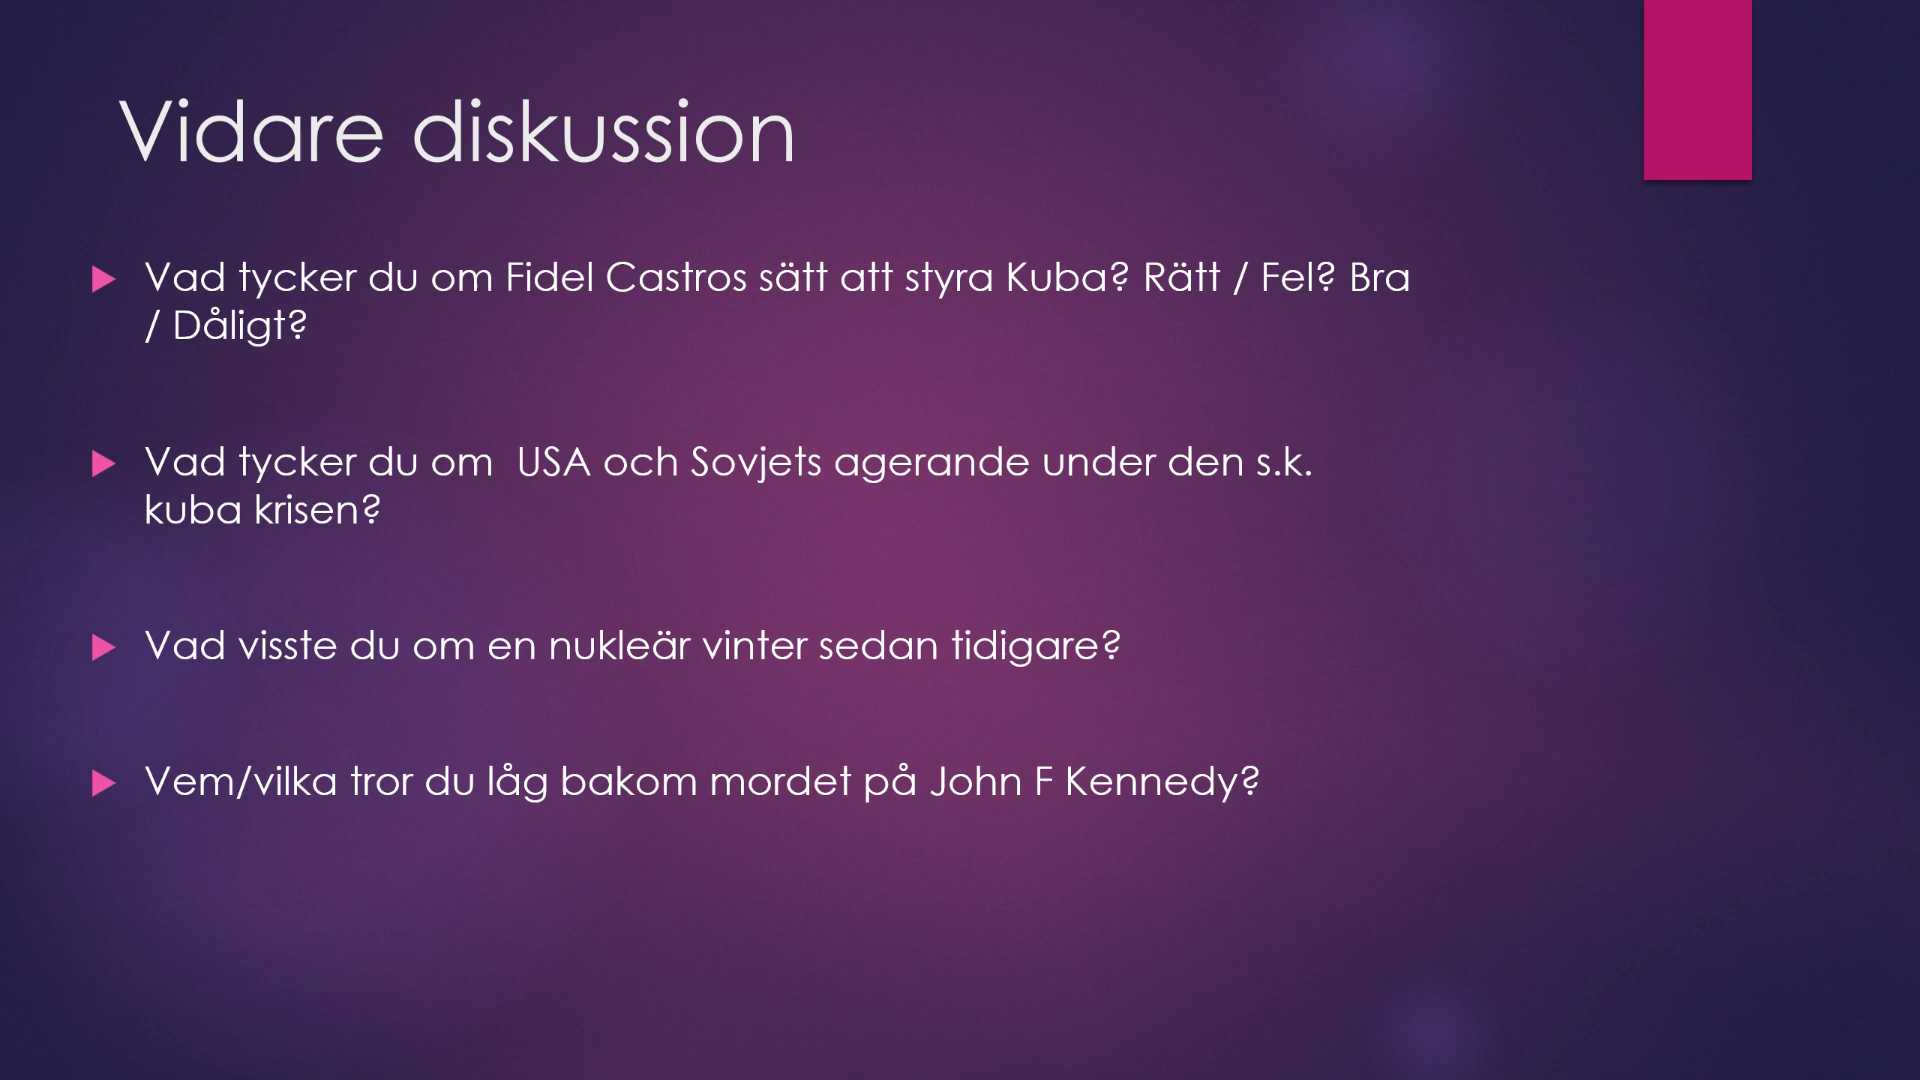 Vidare diskussion
Vad tycker du om Fidel Castros sätt att styra Kuba? Rätt / Fel? Bra
/ Dåligt?
Vad tycker du om  USA och Sovjets agerande under den s.k.
kuba krisen?
Vad visste du om en nukleär vinter sedan tidigare?
Vem/vilka tror du låg bakom mordet på John F Kennedy?